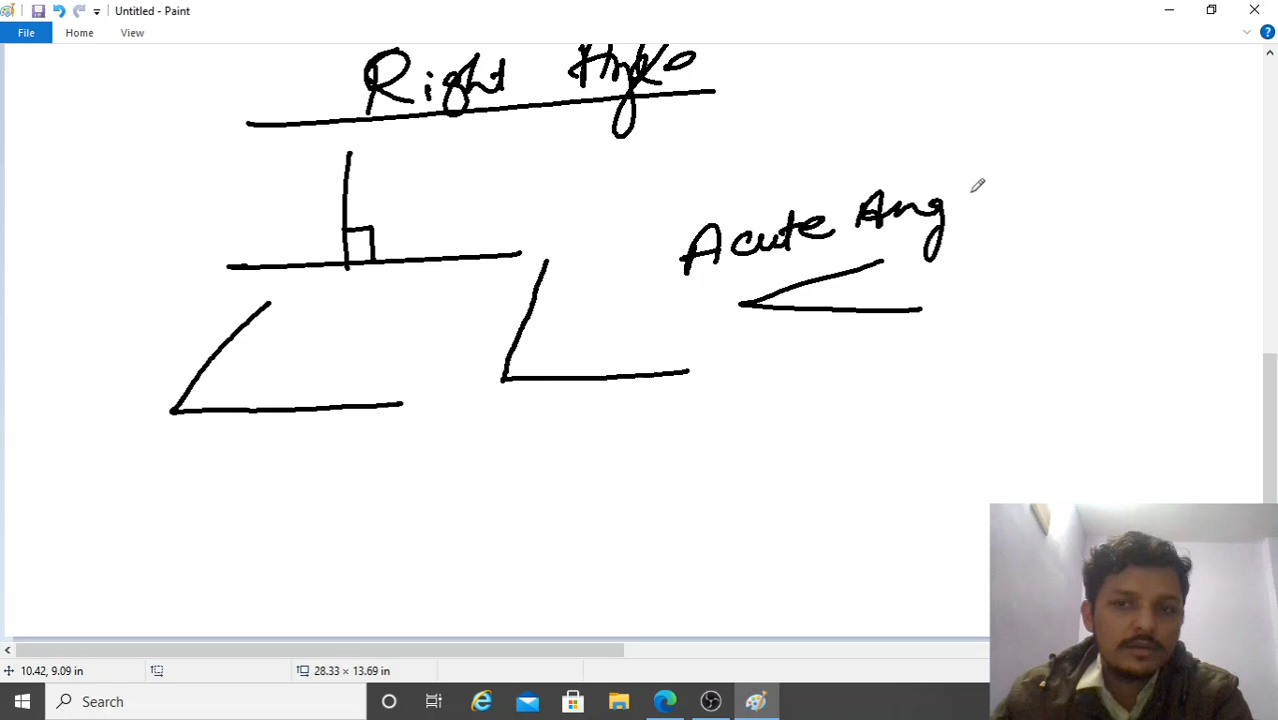 Untitled - Paint
File Home View
Right
Acute Ang
10.42, 9.09 in
28.33 × 13.69 in
Search